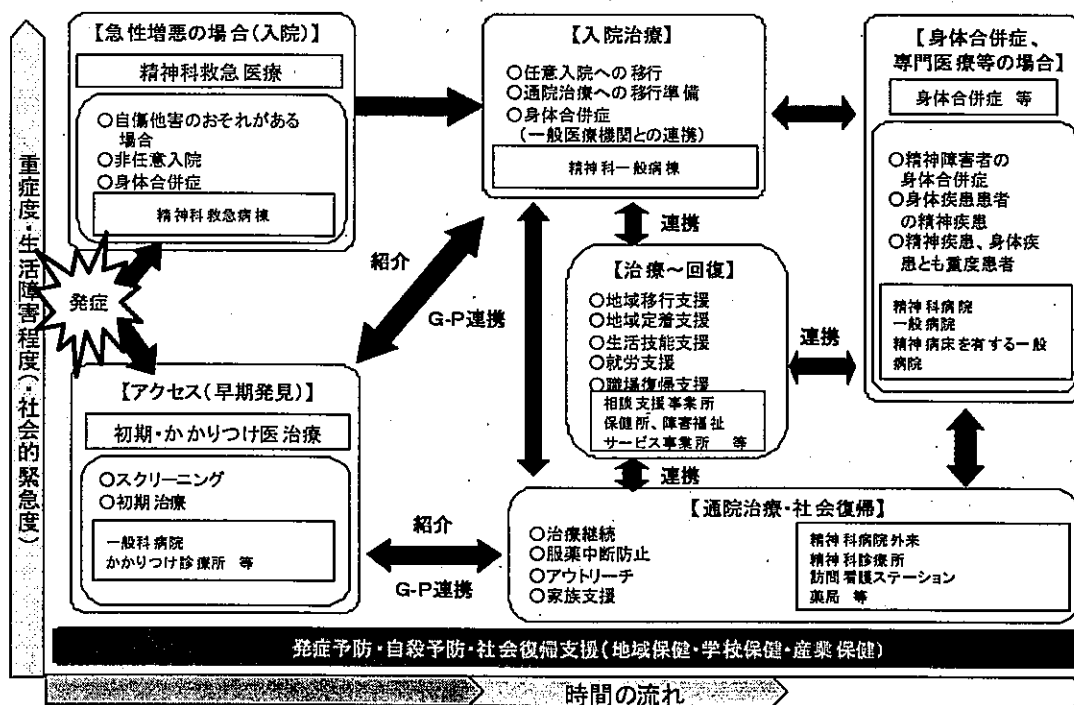 【急性増悪の場合(入院)】
精神科救急医療
○自傷他害のおそれがある
場合
○非任意入院
○身体合併症
精神科救急病棟
【入院治療】
○任意入院への移行
○通院治療への移行準備
○身体合併症
(一般医療機関との連携)
精神科一般病棟
【身体合併症、
専門医療等の場合】
身体合併症 等
○精神障害者の
身体合併症
○身体疾患患者
の精神疾患
○精神疾患、身体疾
患とも重度患者
精神科病院
一般病院
精神病床を有する一般
病院
重症度・生活障害程度(・社会的緊急度)
発症
紹介
G-P連携
連携
【治療~回復】
○地域移行支援
○地域定着支援
○生活技能支援
○就労支援
○職場復帰支援
相談支援事業所
保健所、障害福祉
サービス事業所 等
連携
連携
【アクセス(早期発見)】
初期・かかりつけ医治療
○スクリーニング
○初期治療
一般科病院
かかりつけ診療所 等
紹介
G-P連携
【通院治療・社会復帰】
○治療継続
○服薬中断防止
○アウトリーチ
○家族支援
精神科病院外来
精神科診療所
訪問看護ステーション
薬局 等
発症予防・自殺予防・社会復帰支援(地域保健・学校保健・産業保健)
時間の流れ